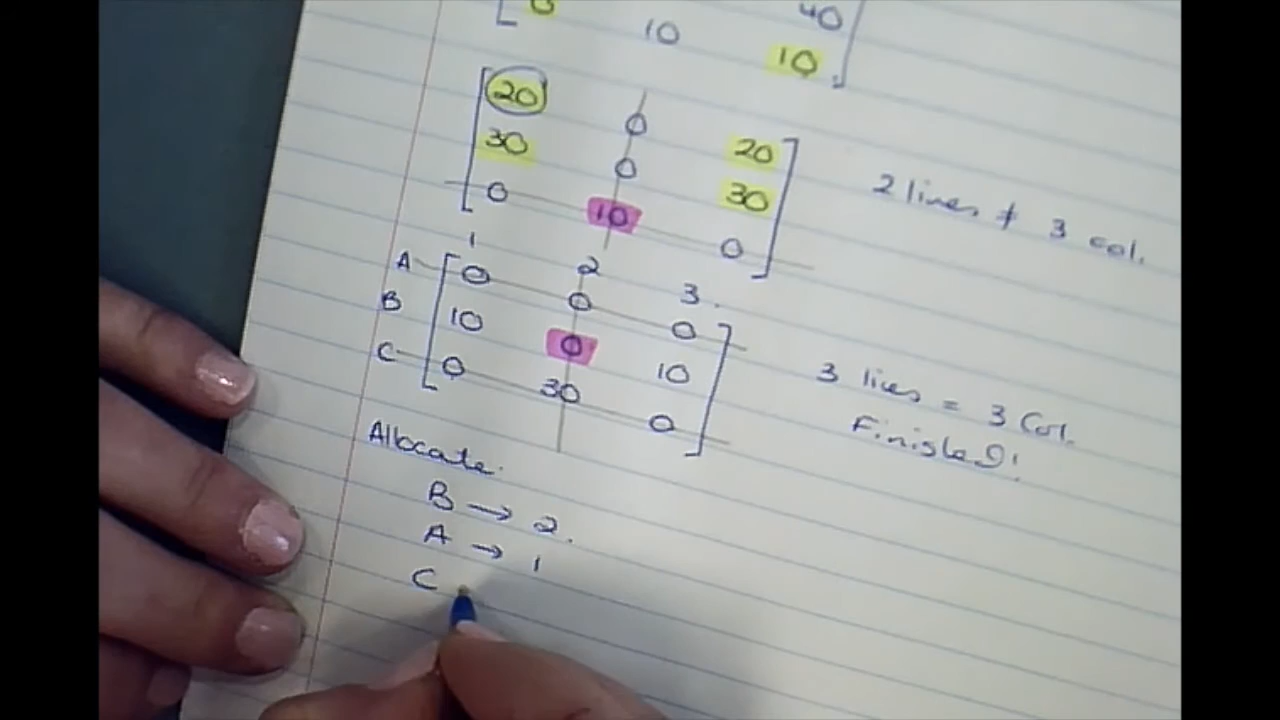 0 40
10 10
20 0 20
30 0 30
0 10 0
2 lines ≠ 3 col.
1 2 3.
A 0 0 0
B 10 0 10
C 0 30 0
3 lines = 3 Col.
Finished!
Allocate.
B → 2.
A → 1
C